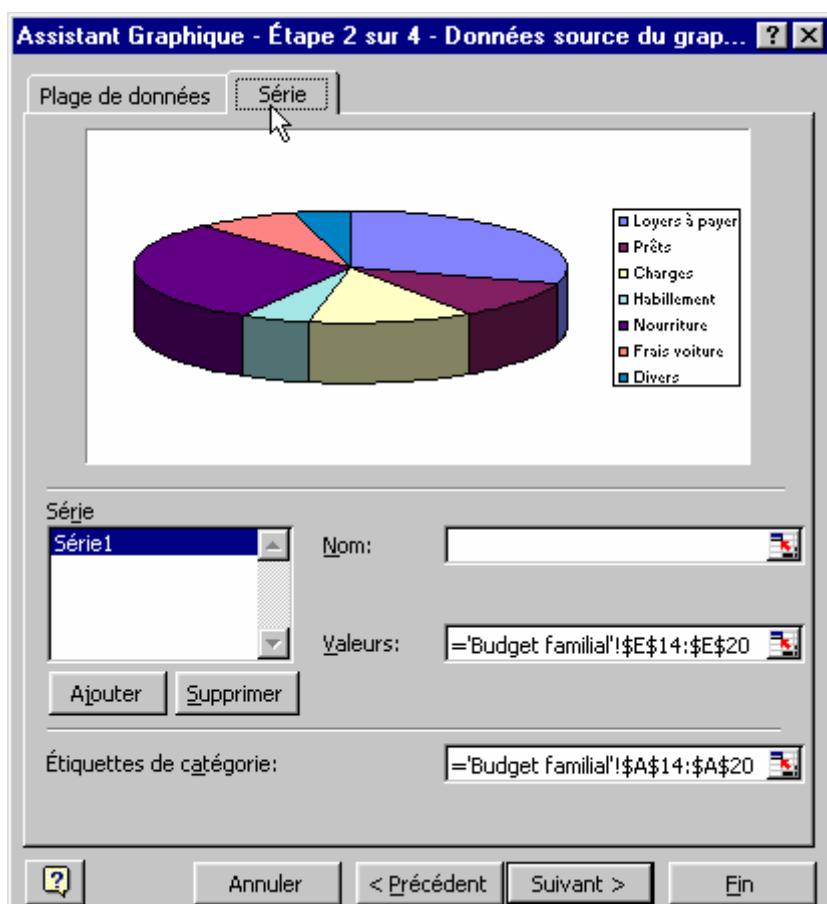 Assistant Graphique - Étape 2 sur 4 - Données source du grap...
Plage de données
Série
Loyers à payer
Prêts
Charges
Habillement
Nourriture
Frais voiture
Divers
Série
Série1
Nom:
Valeurs:
='Budget familial'!$E$14:$E$20
Ajouter
Supprimer
Étiquettes de catégorie:
='Budget familial'!$A$14:$A$20
Annuler
< Précédent
Suivant >
Fin